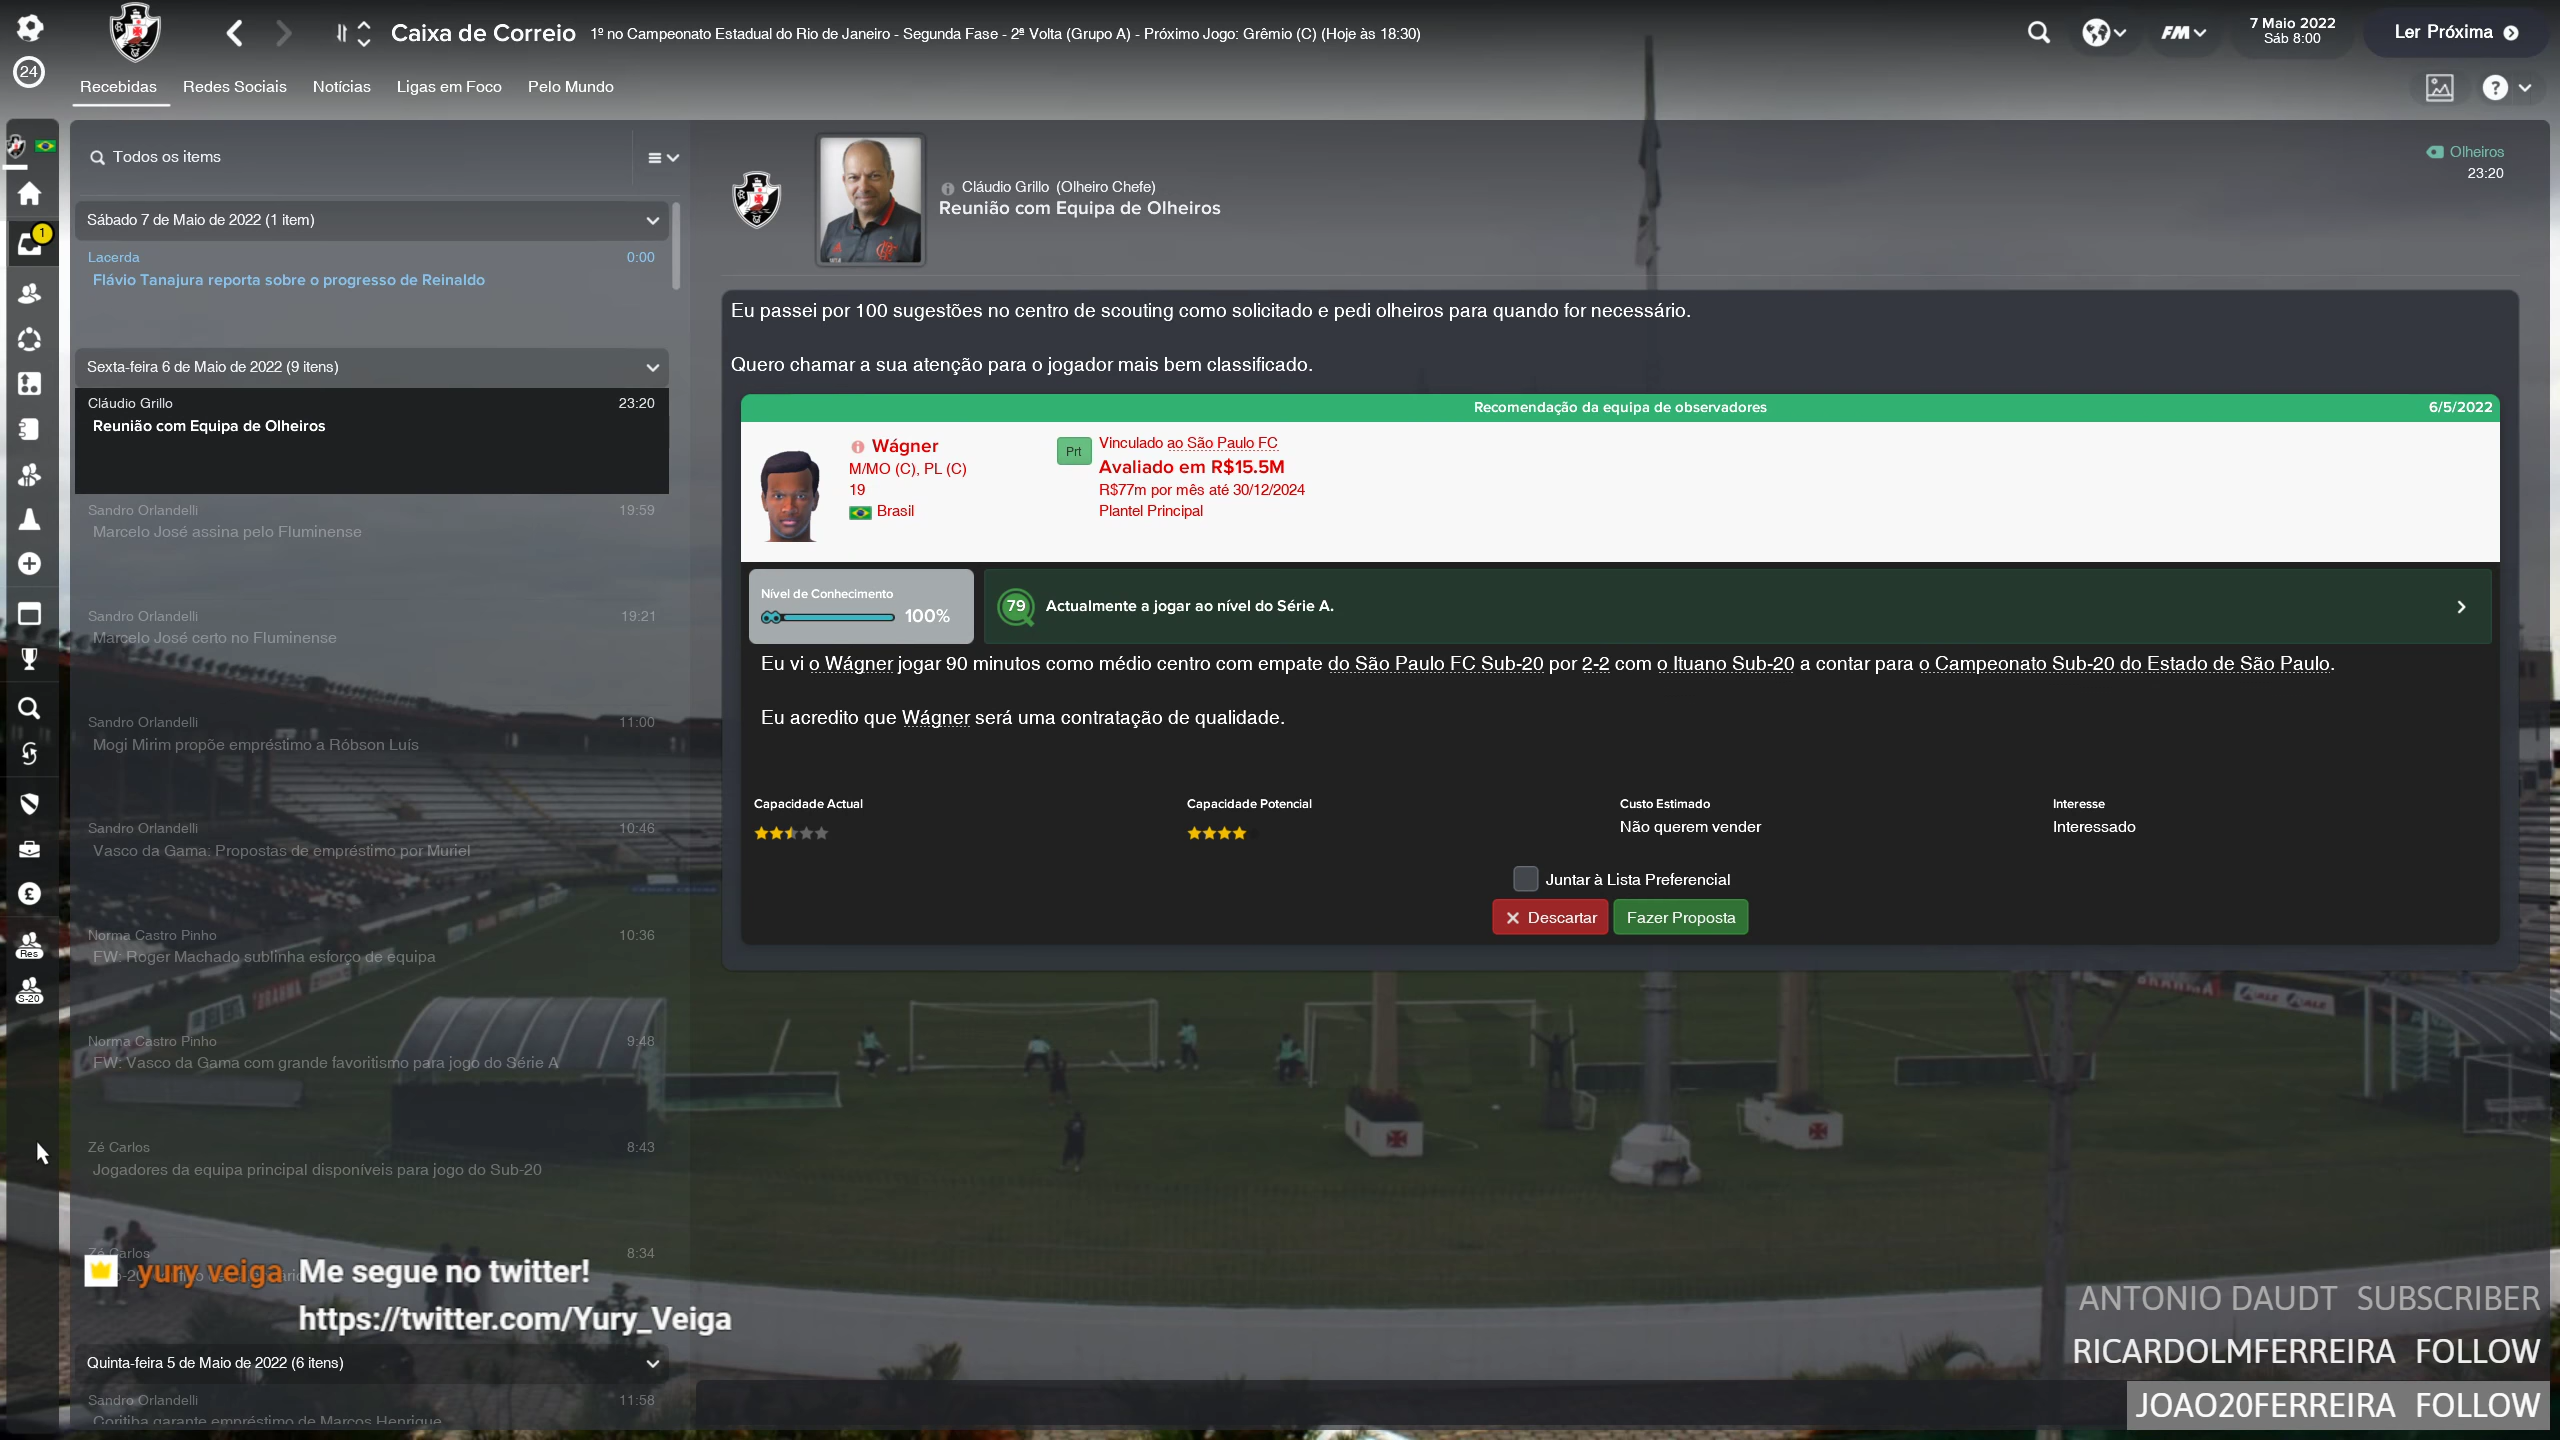 24
Caixa de Correio
1º no Campeonato Estadual do Rio de Janeiro - Segunda Fase - 2ª Volta (Grupo A) - Próximo Jogo: Grêmio (C) (Hoje às 18:30)
FM
7 Maio 2022
Sáb 8:00
Ler Próxima
Recebidas Redes Sociais Notícias Ligas em Foco Pelo Mundo
?
1
Todos os items
Sábado 7 de Maio de 2022 (1 item)
Lacerda 0:00
Flávio Tanajura reporta sobre o progresso de Reinaldo
Sexta-feira 6 de Maio de 2022 (9 itens)
Cláudio Grillo 23:20
Reunião com Equipa de Olheiros
Sandro Orlandelli 19:59
Marcelo José assina pelo Fluminense
Sandro Orlandelli 19:21
Marcelo José certo no Fluminense
Sandro Orlandelli 11:00
Mogi Mirim propõe empréstimo a Róbson Luís
Sandro Orlandelli 10:46
Vasco da Gama: Propostas de empréstimo por Muriel
Norma Castro Pinho 10:36
FW: Roger Machado sublinha esforço de equipa
Norma Castro Pinho 9:48
FW: Vasco da Gama com grande favoritismo para jogo do Série A
Zé Carlos 8:43
Jogadores da equipa principal disponíveis para jogo do Sub-20
Zé Carlos 8:34
Quinta-feira 5 de Maio de 2022 (6 itens)
Sandro Orlandelli 11:58
Coritiba garante empréstimo de Marcos Henrique
Res
S-20
Cláudio Grillo (Olheiro Chefe)
Reunião com Equipa de Olheiros
Olheiros
23:20
Eu passei por 100 sugestões no centro de scouting como solicitado e pedi olheiros para quando for necessário.
Quero chamar a sua atenção para o jogador mais bem classificado.
Recomendação da equipa de observadores 6/5/2022
Wágner
M/MO (C), PL (C)
19
Brasil
Prt
Vinculado ao São Paulo FC
Avaliado em R$15.5M
R$77m por mês até 30/12/2024
Plantel Principal
Nível de Conhecimento
100%
79 Actualmente a jogar ao nível do Série A.
Eu vi o Wágner jogar 90 minutos como médio centro com empate do São Paulo FC Sub-20 por 2-2 com o Ituano Sub-20 a contar para o Campeonato Sub-20 do Estado de São Paulo.
Eu acredito que Wágner será uma contratação de qualidade.
Capacidade Actual Capacidade Potencial Custo Estimado Interesse
Não querem vender Interessado
Juntar à Lista Preferencial
Descartar Fazer Proposta
yury veiga Me segue no twitter!
https://twitter.com/Yury_Veiga
ANTONIO DAUDT SUBSCRIBER
RICARDOLMFERREIRA FOLLOW
JOAO20FERREIRA FOLLOW